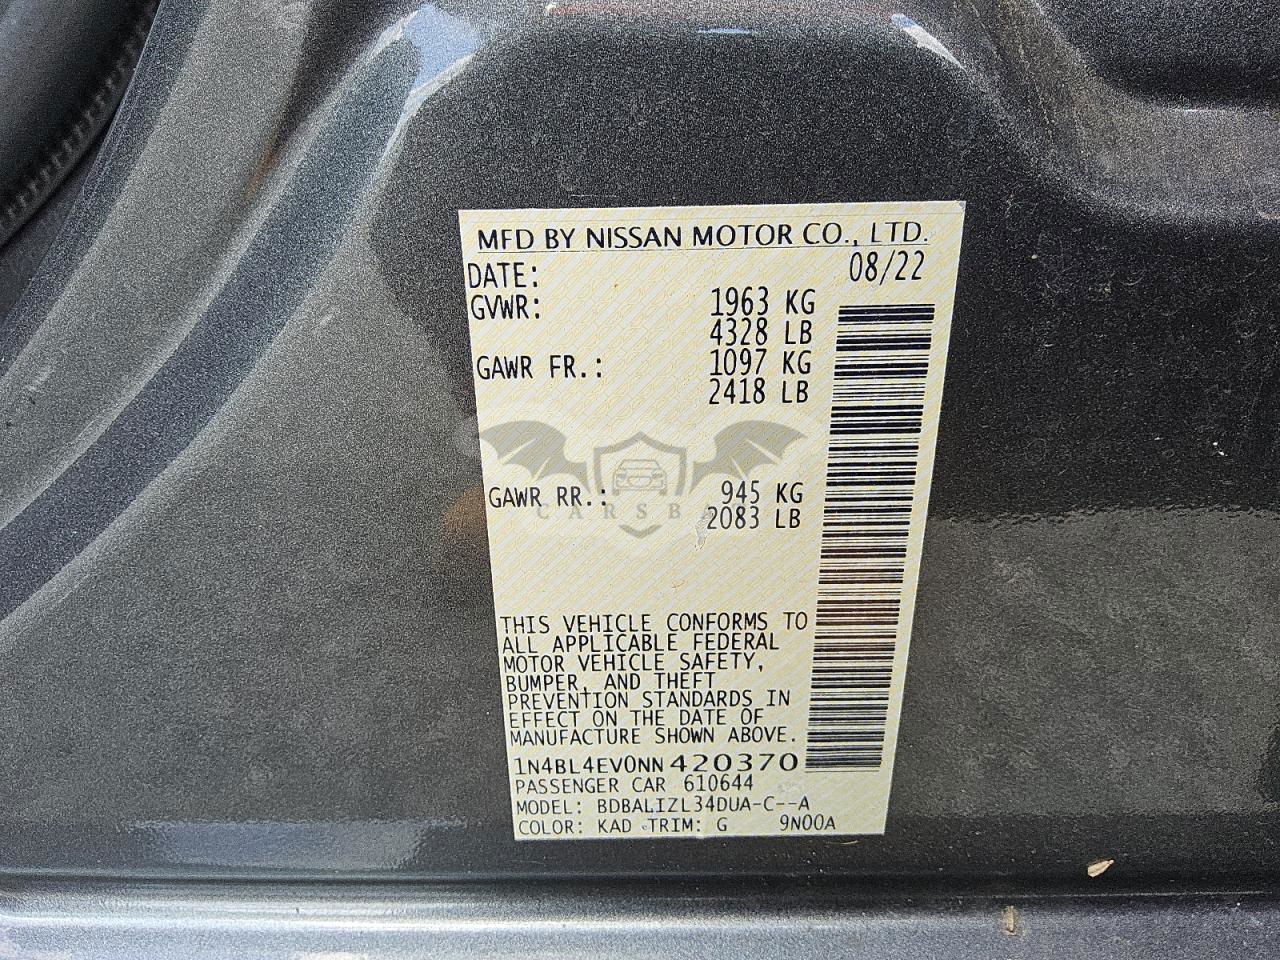 MFD BY NISSAN MOTOR CO., LTD.
DATE: 08/22
GVWR: 1963 KG
4328 LB
GAWR FR.: 1097 KG
2418 LB
GAWR RR.: 945 KG
CARSBA
2083 LB
THIS VEHICLE CONFORMS TO
ALL APPLICABLE FEDERAL
MOTOR VEHICLE SAFETY,
BUMPER, AND THEFT
PREVENTION STANDARDS IN
EFFECT ON THE DATE OF
MANUFACTURE SHOWN ABOVE.
1N4BL4EV0NN420370
PASSENGER CAR 610644
MODEL: BDBALIZL34DUA-C--A
COLOR: KAD TRIM: G 9N00A